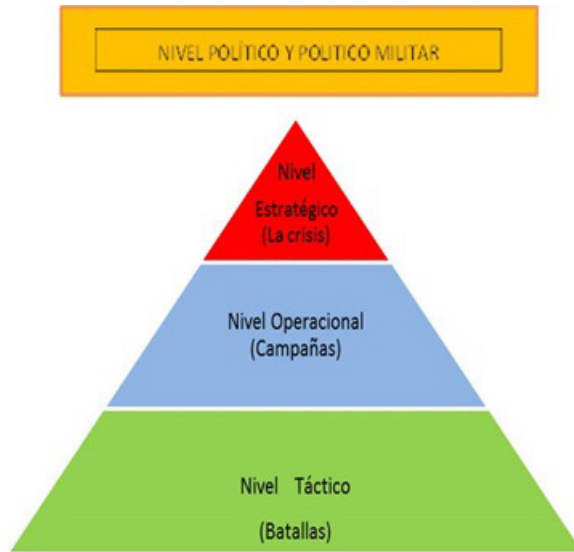 NIVEL POLÍTICO Y POLITICO MILITAR
Nivel
Estratégico
(La crisis)
Nivel Operacional
(Campañas)
Nivel Táctico
(Batallas)